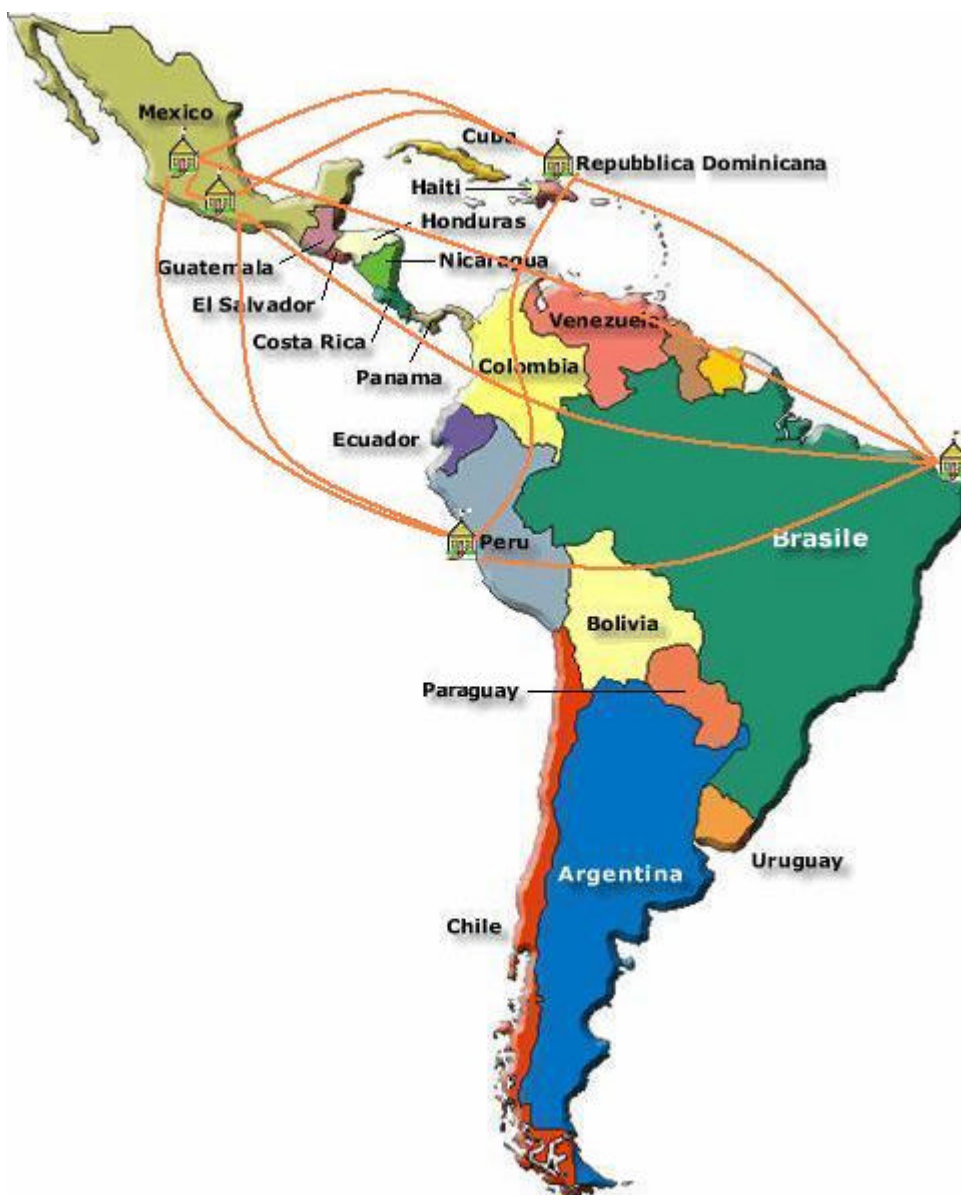 Mexico
Cuba
Repubblica Dominicana
Haiti
Honduras
Guatemala
Nicaragua
El Salvador
Venezuela
Costa Rica
Colombia
Panama
Ecuador
Peru
Brasile
Bolivia
Paraguay
Uruguay
Argentina
Chile